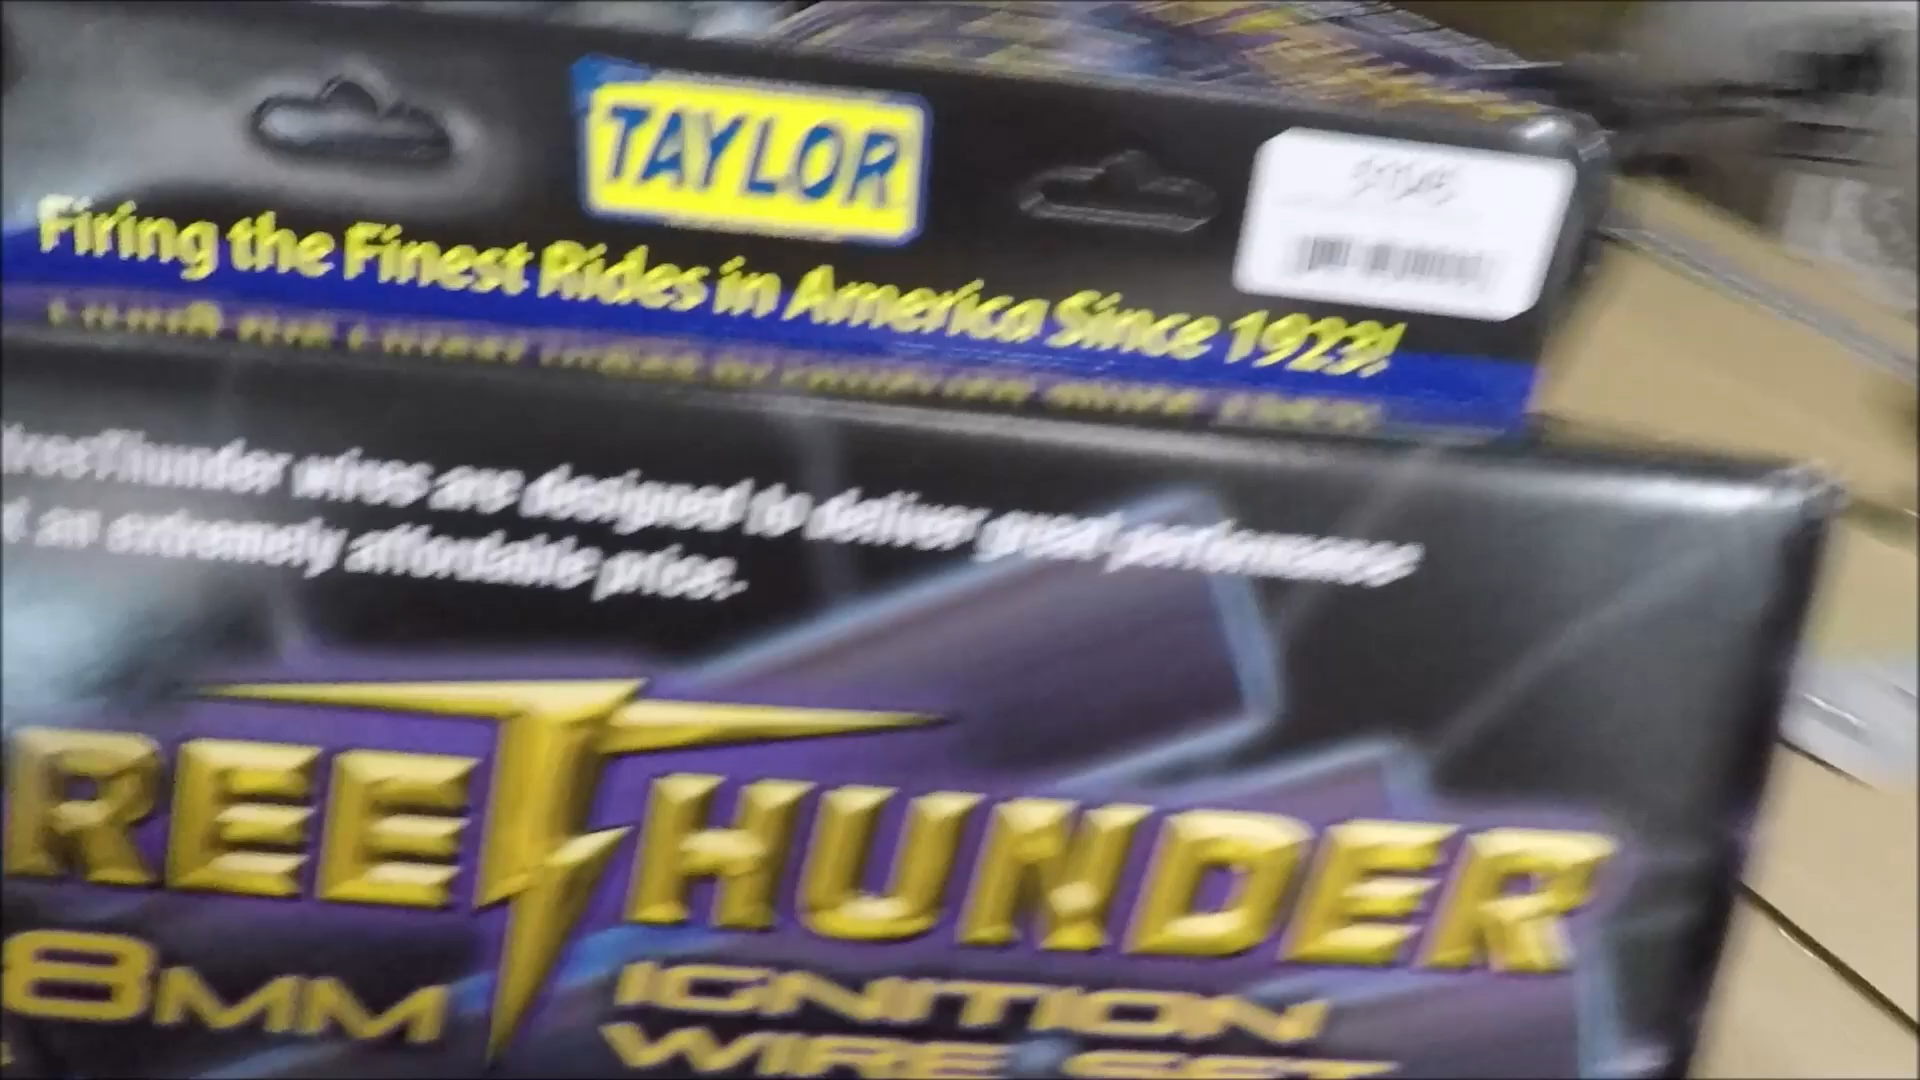 TAYLOR
Firing the Finest Rides in America Since 1923!
reeThunder wires are designed to deliver great performance
t an extremely affordable price.
REETHUNDER
8MM
IGNITION
WIRE SET